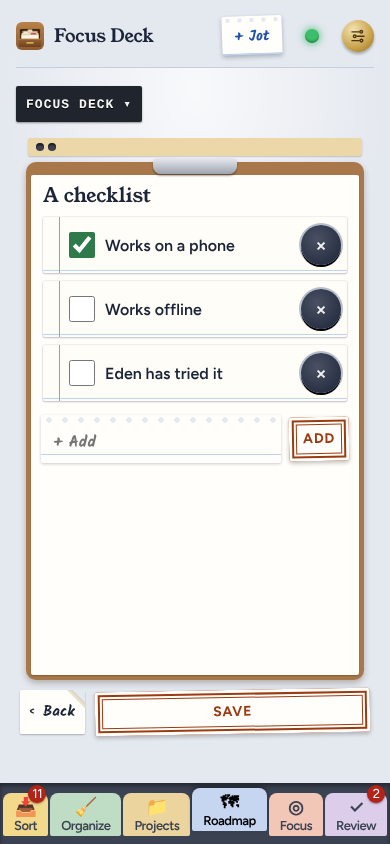 Focus Deck
+ Jot
FOCUS DECK ▾
A checklist
Works on a phone
×
Works offline
×
Eden has tried it
×
+ Add
ADD
‹ Back
SAVE
11
Sort
Organize
Projects
Roadmap
Focus
2
Review